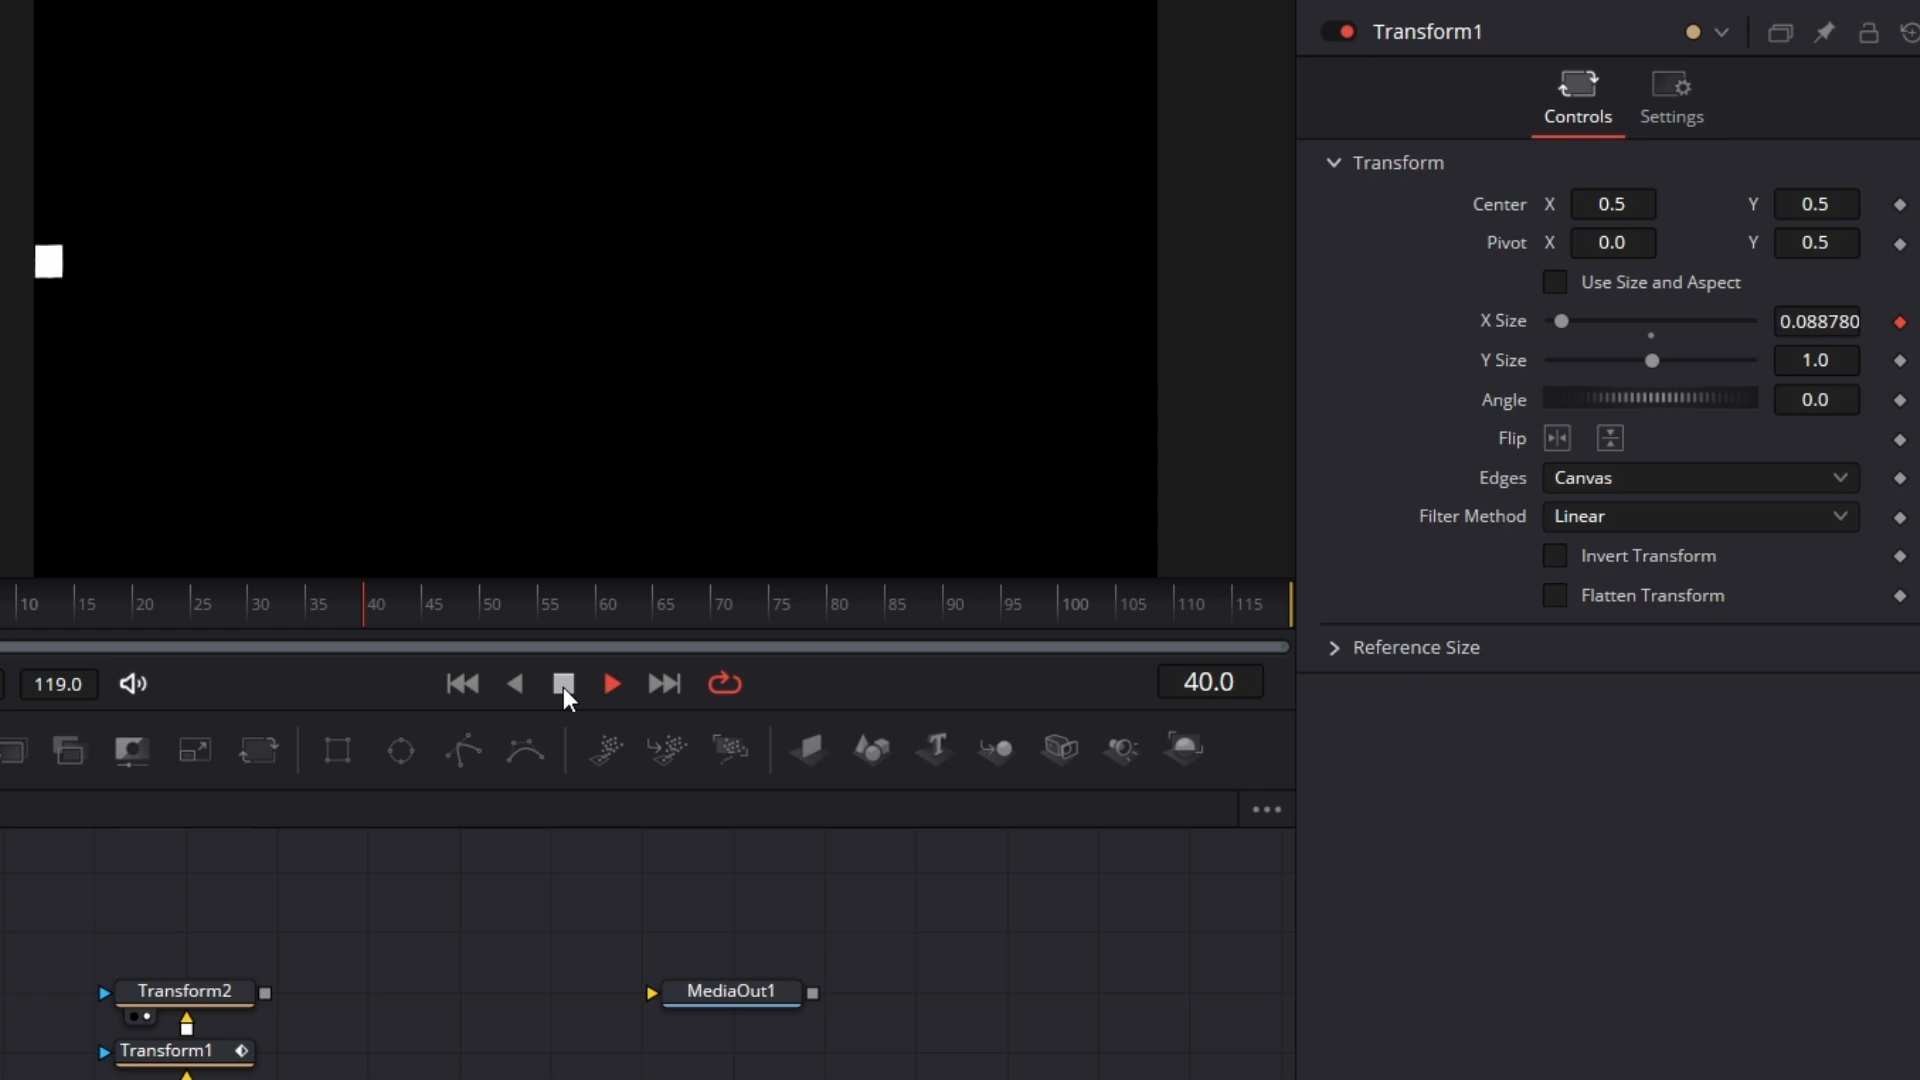 Transform1
Controls Settings
Transform
Center X 0.5 Y 0.5
Pivot X 0.0 Y 0.5
Use Size and Aspect
X Size 0.088780
Y Size 1.0
Angle 0.0
Flip
Edges Canvas
Filter Method Linear
Invert Transform
Flatten Transform
Reference Size
10 15 20 25 30 35 40 45 50 55 60 65 70 75 80 85 90 95 100 105 110 115
119.0 40.0
Transform2 MediaOut1
Transform1